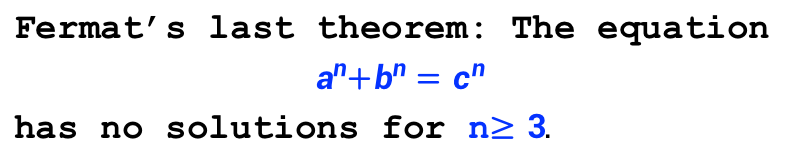 Fermat's last theorem: The equation
aⁿ+bⁿ = cⁿ
has no solutions for n≥ 3.